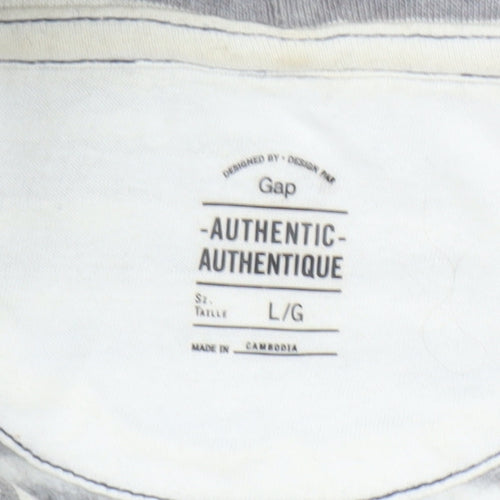 DESIGNED BY - DESIGN PAR
Gap
-AUTHENTIC-
AUTHENTIQUE
SZ.
TAILLE L/G
MADE IN CAMBODIA